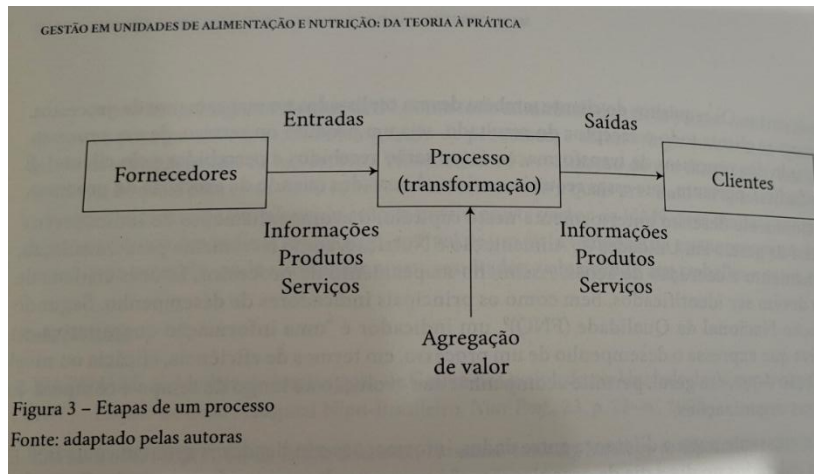 GESTÃO EM UNIDADES DE ALIMENTAÇÃO E NUTRIÇÃO: DA TEORIA À PRÁTICA
Entradas
Saídas
Fornecedores
Processo
(transformação)
Clientes
Informações
Produtos
Serviços
Informações
Produtos
Serviços
Agregação
de valor
Figura 3 – Etapas de um processo
Fonte: adaptado pelas autoras